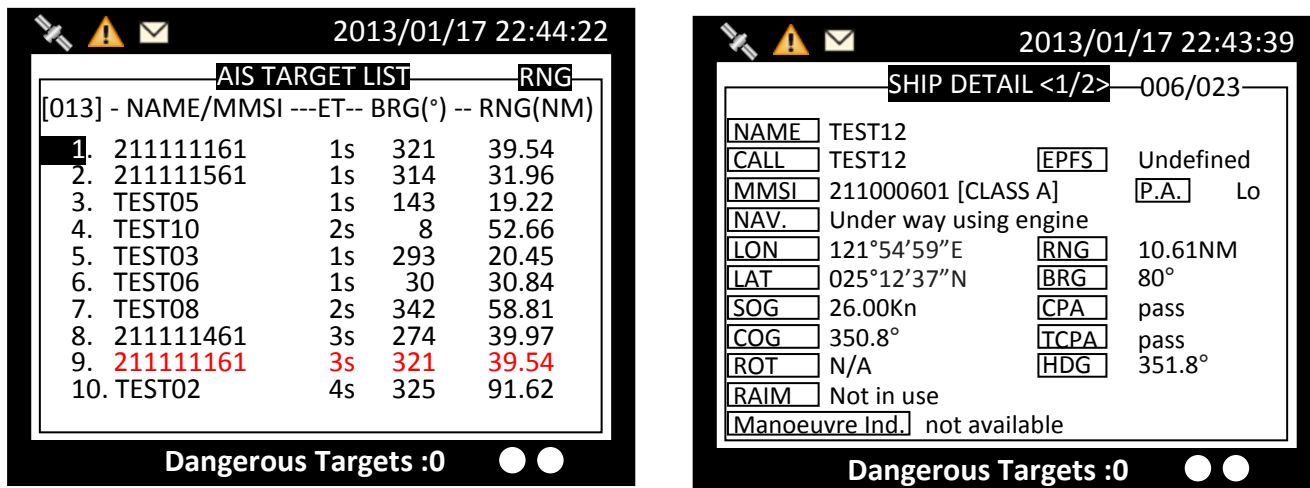 2013/01/17 22:44:22
AIS TARGET LIST RNG
[013] - NAME/MMSI ---ET-- BRG(°) -- RNG(NM)
1. 211111161 1s 321 39.54
2. 211111561 1s 314 31.96
3. TEST05 1s 143 19.22
4. TEST10 2s 8 52.66
5. TEST03 1s 293 20.45
6. TEST06 1s 30 30.84
7. TEST08 2s 342 58.81
8. 211111461 3s 274 39.97
9. 211111161 3s 321 39.54
10. TEST02 4s 325 91.62
Dangerous Targets :0
2013/01/17 22:43:39
SHIP DETAIL <1/2> 006/023
NAME TEST12
CALL TEST12 EPFS Undefined
MMSI 211000601 [CLASS A] P.A. Lo
NAV. Under way using engine
LON 121°54’59”E RNG 10.61NM
LAT 025°12’37”N BRG 80°
SOG 26.00Kn CPA pass
COG 350.8° TCPA pass
ROT N/A HDG 351.8°
RAIM Not in use
Manoeuvre Ind. not available
Dangerous Targets :0